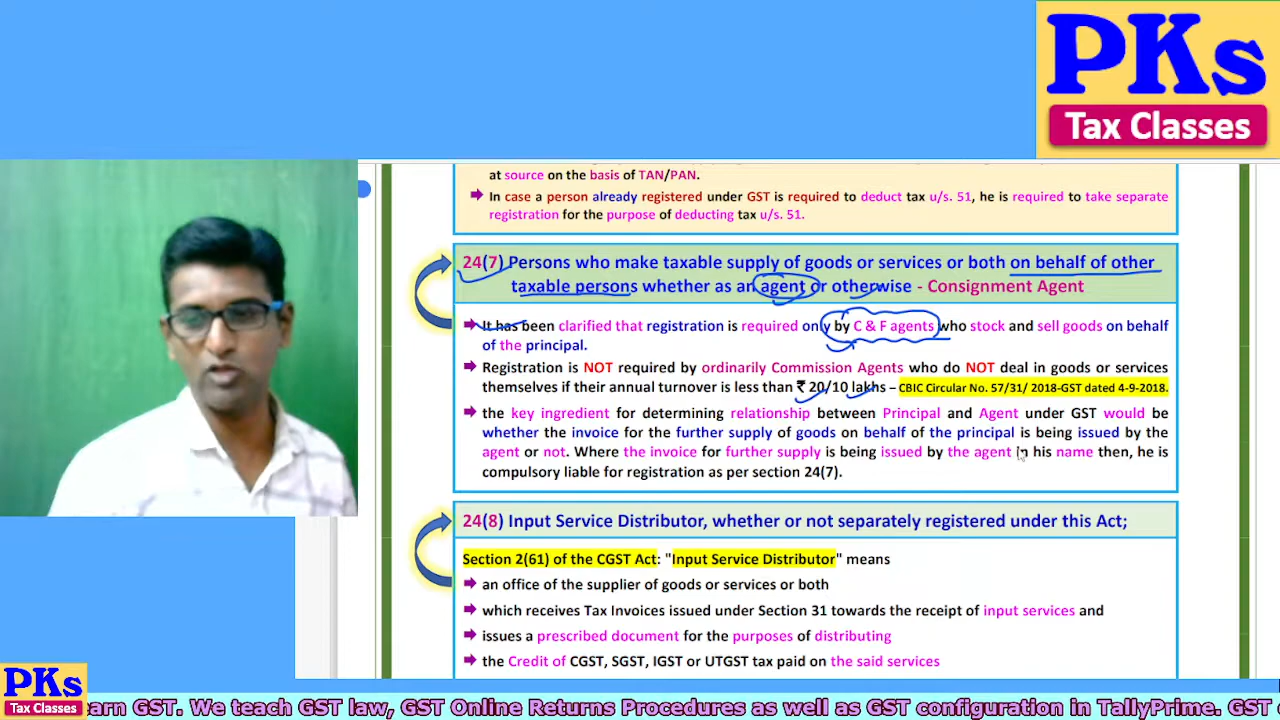 PKs
Tax Classes
at source on the basis of TAN/PAN.
In case a person already registered under GST is required to deduct tax u/s. 51, he is required to take separate
registration for the purpose of deducting tax u/s. 51.
24(7) Persons who make taxable supply of goods or services or both on behalf of other
taxable persons whether as an agent or otherwise - Consignment Agent
It has been clarified that registration is required only by C & F agents who stock and sell goods on behalf
of the principal.
Registration is NOT required by ordinarily Commission Agents who do NOT deal in goods or services
themselves if their annual turnover is less than ₹ 20/10 lakhs – CBIC Circular No. 57/31/ 2018-GST dated 4-9-2018.
the key ingredient for determining relationship between Principal and Agent under GST would be
whether the invoice for the further supply of goods on behalf of the principal is being issued by the
agent or not. Where the invoice for further supply is being issued by the agent in his name then, he is
compulsory liable for registration as per section 24(7).
24(8) Input Service Distributor, whether or not separately registered under this Act;
Section 2(61) of the CGST Act: "Input Service Distributor" means
an office of the supplier of goods or services or both
which receives Tax Invoices issued under Section 31 towards the receipt of input services and
issues a prescribed document for the purposes of distributing
the Credit of CGST, SGST, IGST or UTGST tax paid on the said services
PKs
Tax Classes
earn GST. We teach GST law, GST Online Returns Procedures as well as GST configuration in TallyPrime. GST